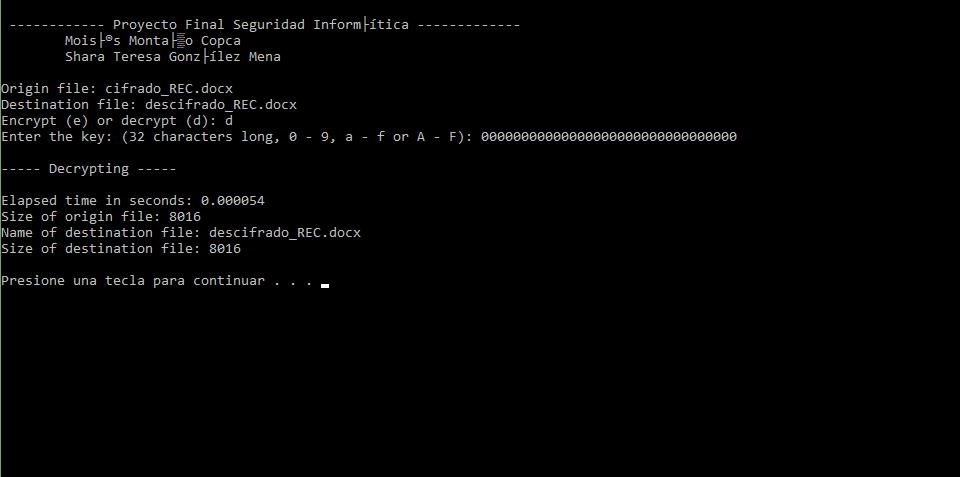 ------------ Proyecto Final Seguridad Inform├ítica -------------
Mois├®s Monta├▒o Copca
Shara Teresa Gonz├ílez Mena
Origin file: cifrado_REC.docx
Destination file: descifrado_REC.docx
Encrypt (e) or decrypt (d): d
Enter the key: (32 characters long, 0 - 9, a - f or A - F): 00000000000000000000000000000000
----- Decrypting -----
Elapsed time in seconds: 0.000054
Size of origin file: 8016
Name of destination file: descifrado_REC.docx
Size of destination file: 8016
Presione una tecla para continuar . . .